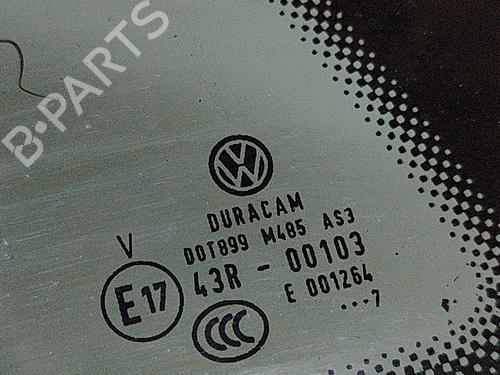 B-PARTS
DURACAM
DOT899 M485 AS3
V
43R - 00103
E17
E 001264
CCC
...7